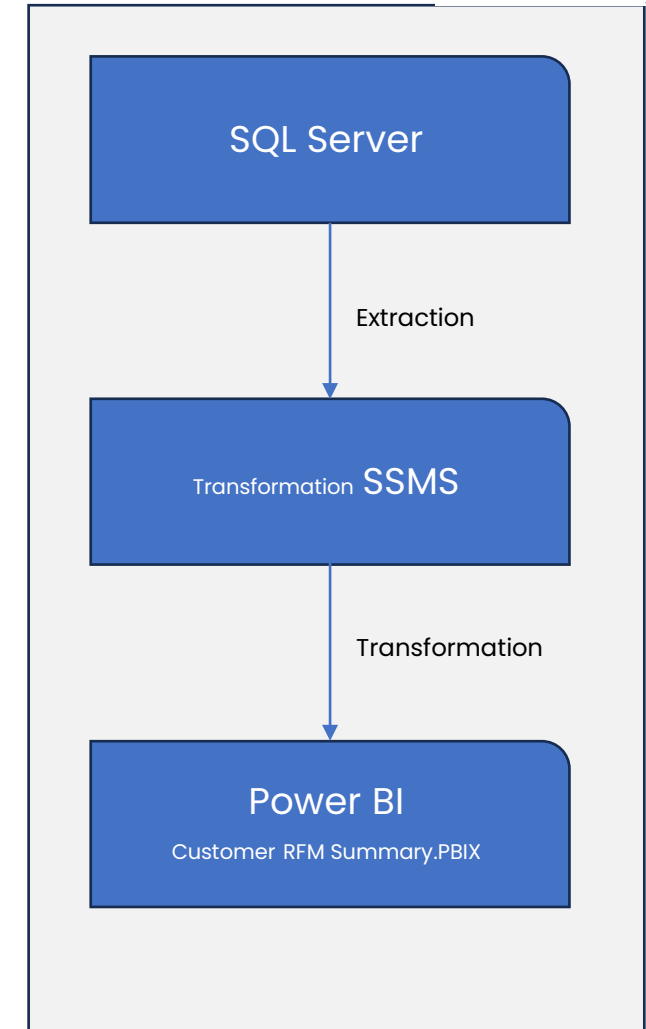 SQL Server
Extraction
Transformation SSMS
Transformation
Power BI
Customer RFM Summary.PBIX